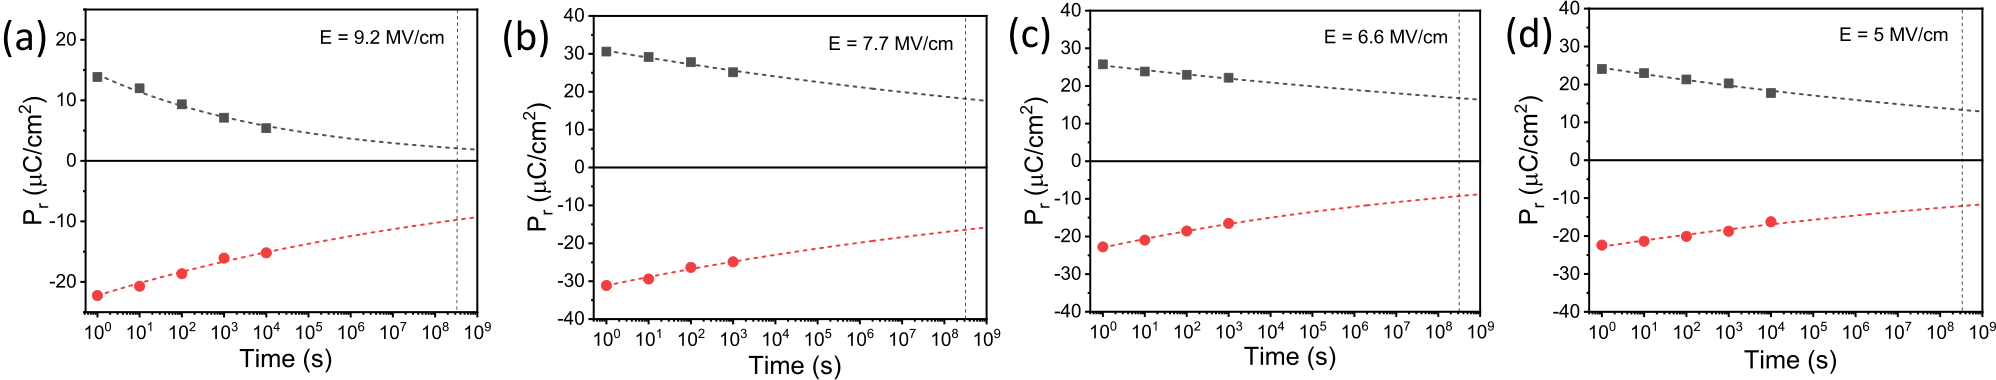 (a)
E = 9.2 MV/cm
P_r (μC/cm²)
20
10
0
-10
-20
10⁰ 10¹ 10² 10³ 10⁴ 10⁵ 10⁶ 10⁷ 10⁸ 10⁹
Time (s)
(b)
E = 7.7 MV/cm
P_r (μC/cm²)
40
30
20
10
0
-10
-20
-30
-40
10⁰ 10¹ 10² 10³ 10⁴ 10⁵ 10⁶ 10⁷ 10⁸ 10⁹
Time (s)
(c)
E = 6.6 MV/cm
P_r (μC/cm²)
40
30
20
10
0
-10
-20
-30
-40
10⁰ 10¹ 10² 10³ 10⁴ 10⁵ 10⁶ 10⁷ 10⁸ 10⁹
Time (s)
(d)
E = 5 MV/cm
P_r (μC/cm²)
40
30
20
10
0
-10
-20
-30
-40
10⁰ 10¹ 10² 10³ 10⁴ 10⁵ 10⁶ 10⁷ 10⁸ 10⁹
Time (s)